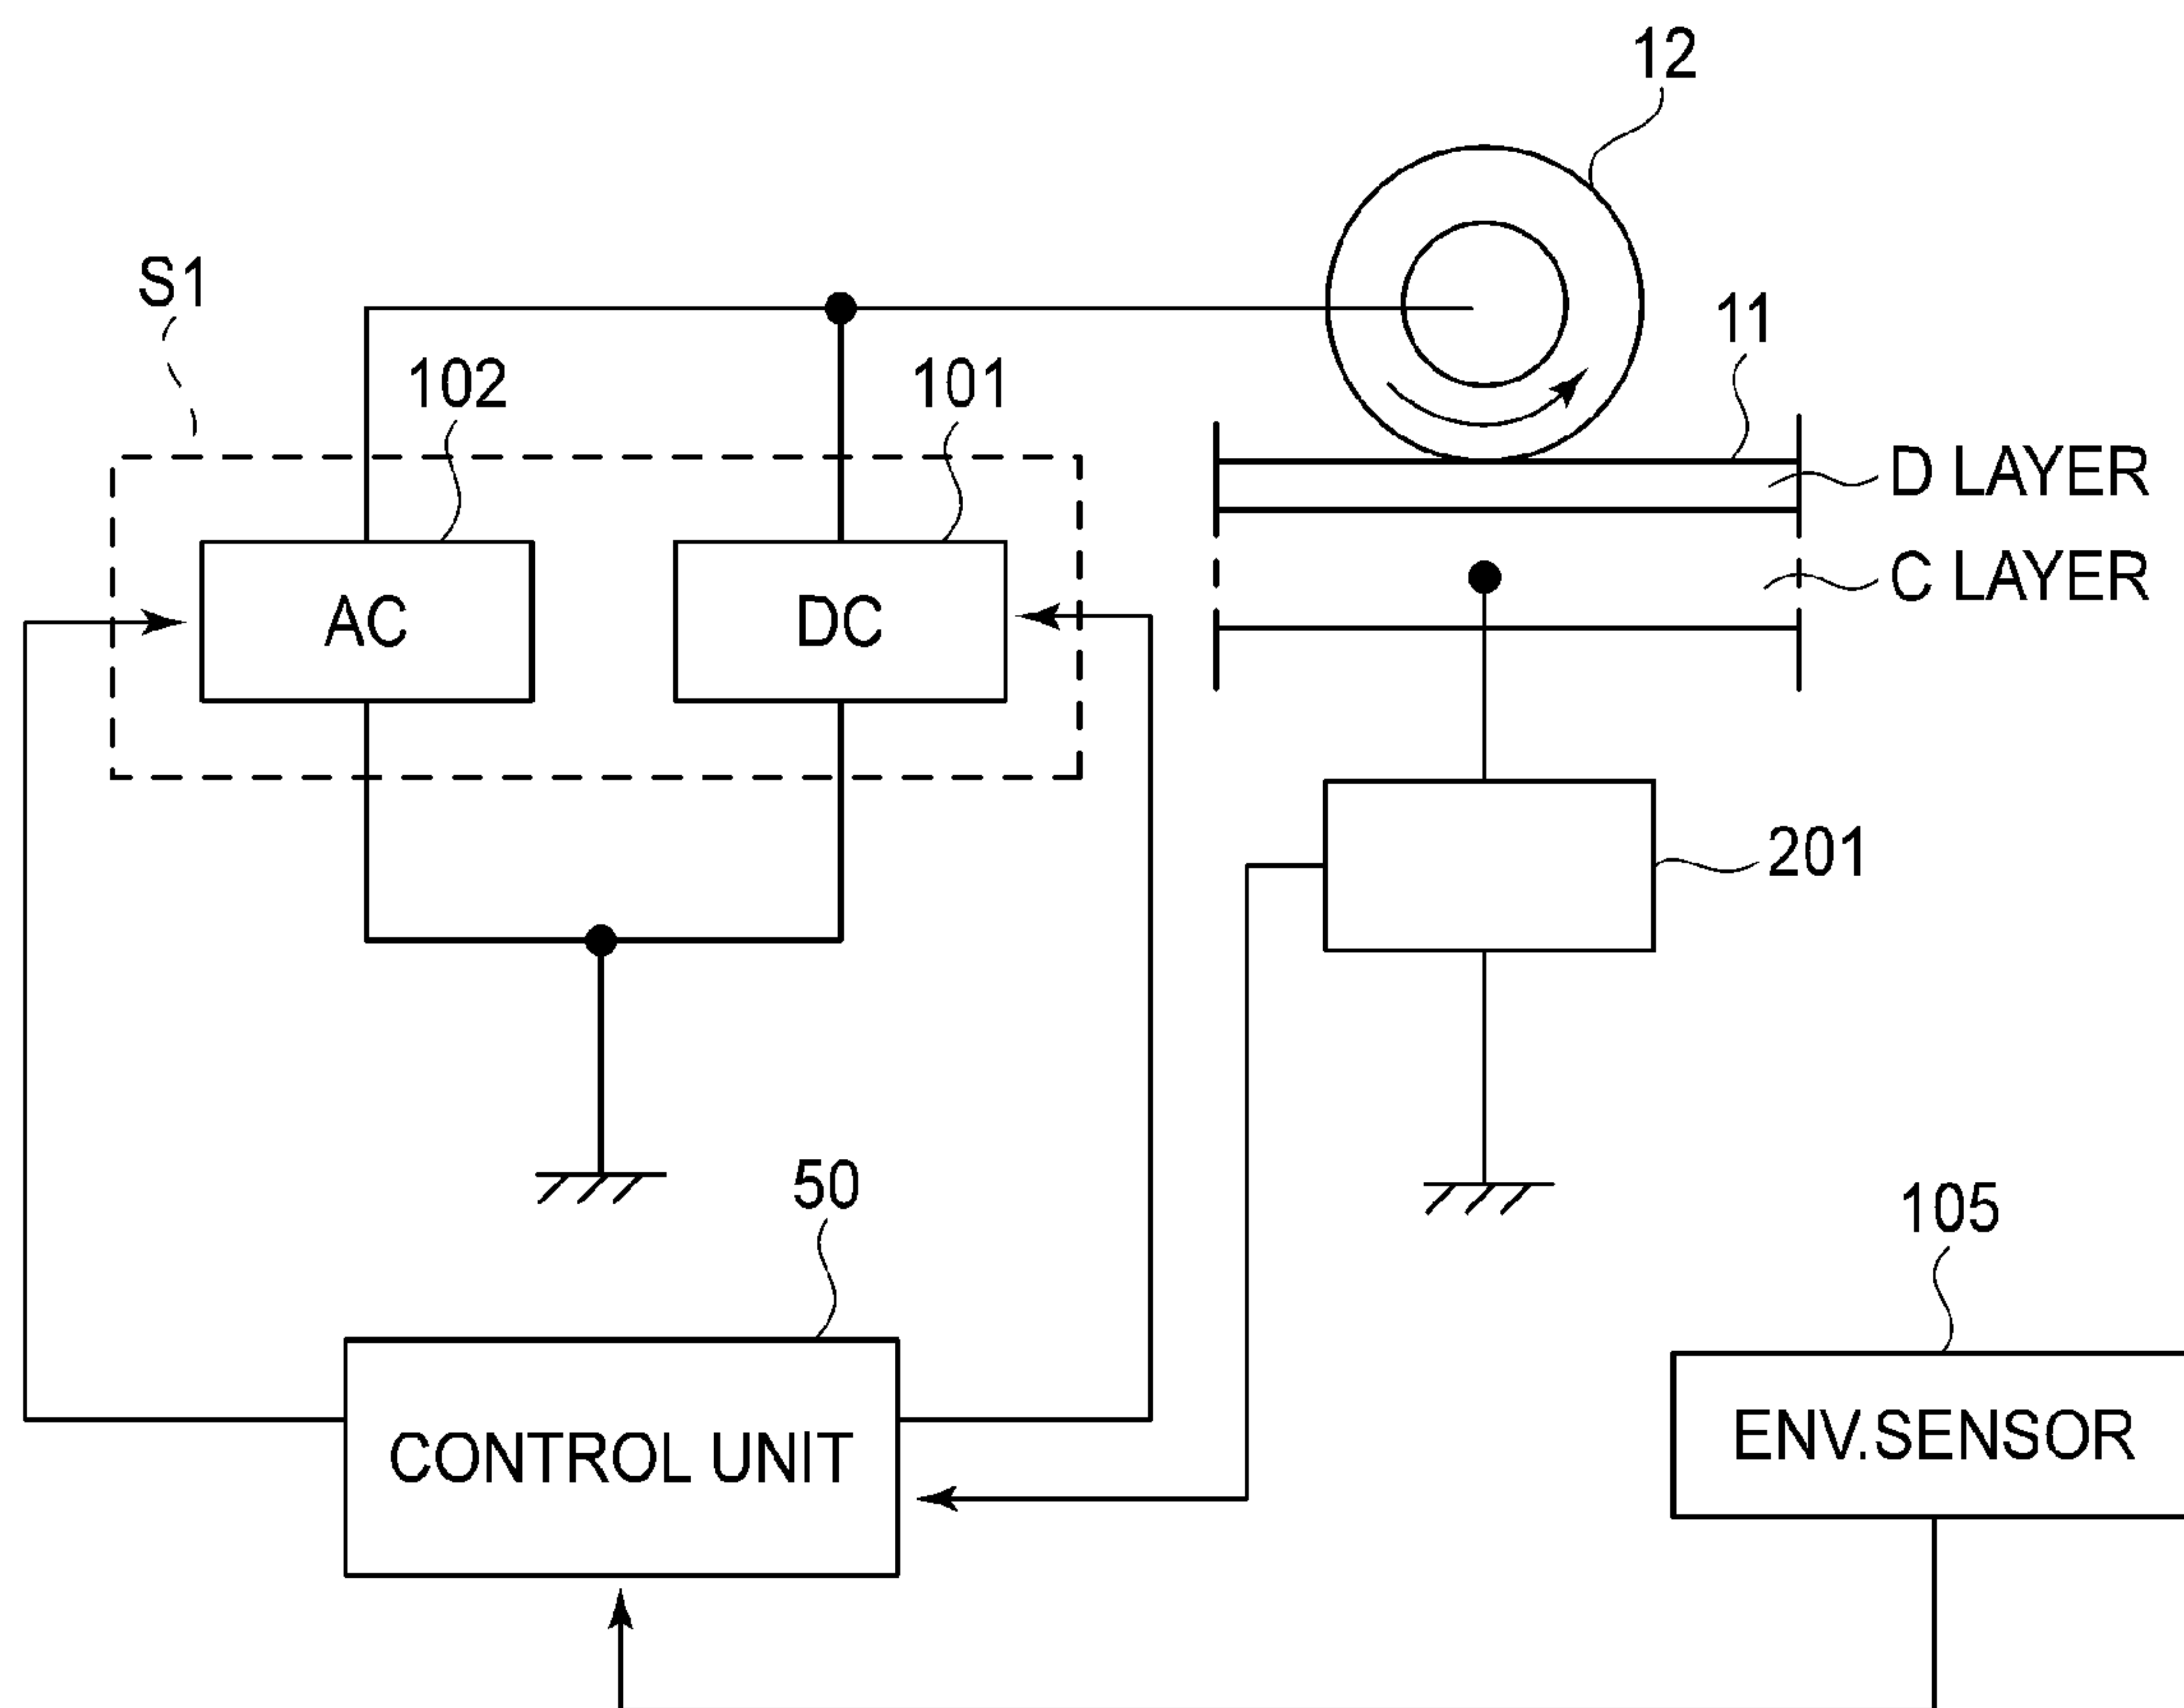 12
S1
11
102
101
D LAYER
C LAYER
AC
DC
201
50
105
CONTROL UNIT
ENV.SENSOR